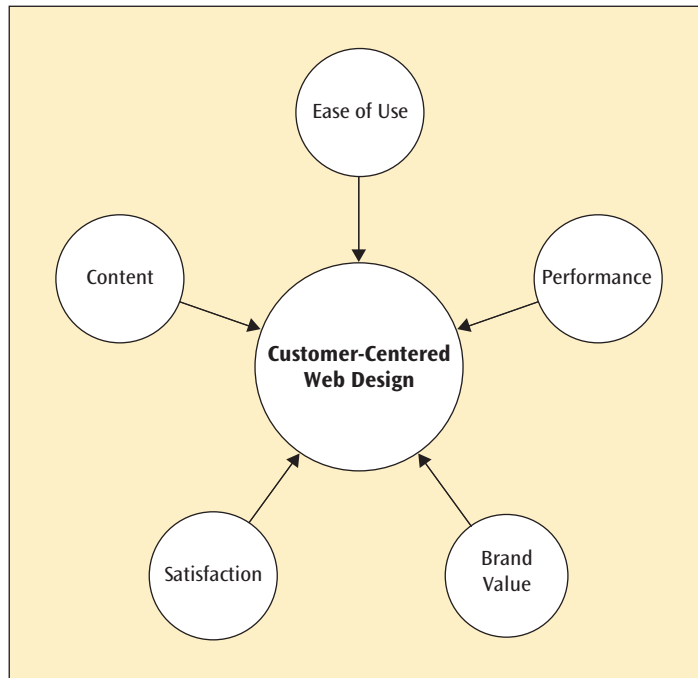 Ease of Use
Content
Performance
Customer-Centered
Web Design
Satisfaction
Brand
Value